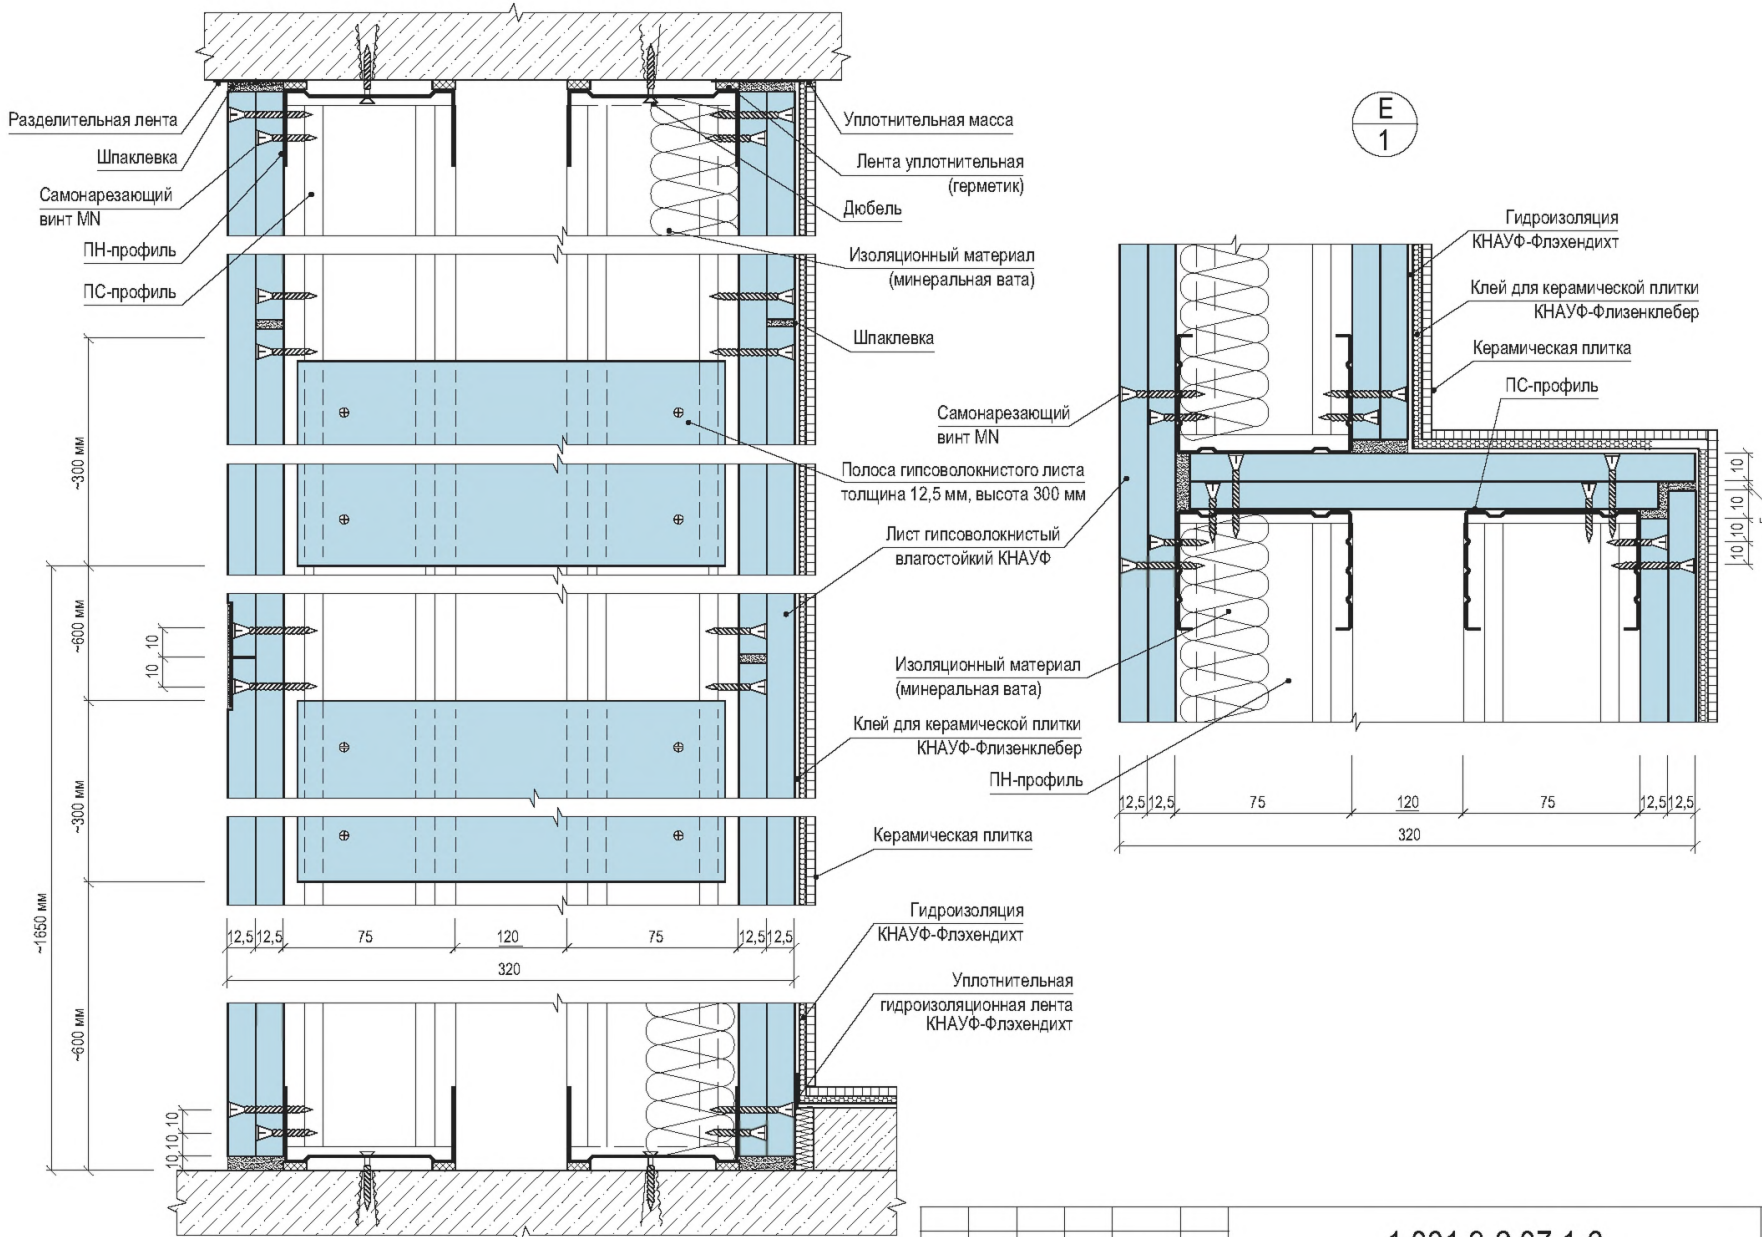 Разделительная лента
Шпаклевка
Самонарезающий
винт MN
ПН-профиль
ПС-профиль
Уплотнительная масса
Лента уплотнительная
(герметик)
Дюбель
Изоляционный материал
(минеральная вата)
Шпаклевка
Полоса гипсоволокнистого листа
толщина 12,5 мм, высота 300 мм
Лист гипсоволокнистый
влагостойкий КНАУФ
Клей для керамической плитки
КНАУФ-Флизенклебер
Керамическая плитка
Гидроизоляция
КНАУФ-Флэхендихт
Уплотнительная
гидроизоляционная лента
КНАУФ-Флэхендихт
~300 мм
~600 мм
~300 мм
~1650 мм
~600 мм
10
10
10
10
10
12,5
12,5
75
120
75
12,5
12,5
320
Е
1
Гидроизоляция
КНАУФ-Флэхендихт
Клей для керамической плитки
КНАУФ-Флизенклебер
Керамическая плитка
ПС-профиль
Самонарезающий
винт MN
Изоляционный материал
(минеральная вата)
ПН-профиль
10
10
10
10
12,5
12,5
75
120
75
12,5
12,5
320